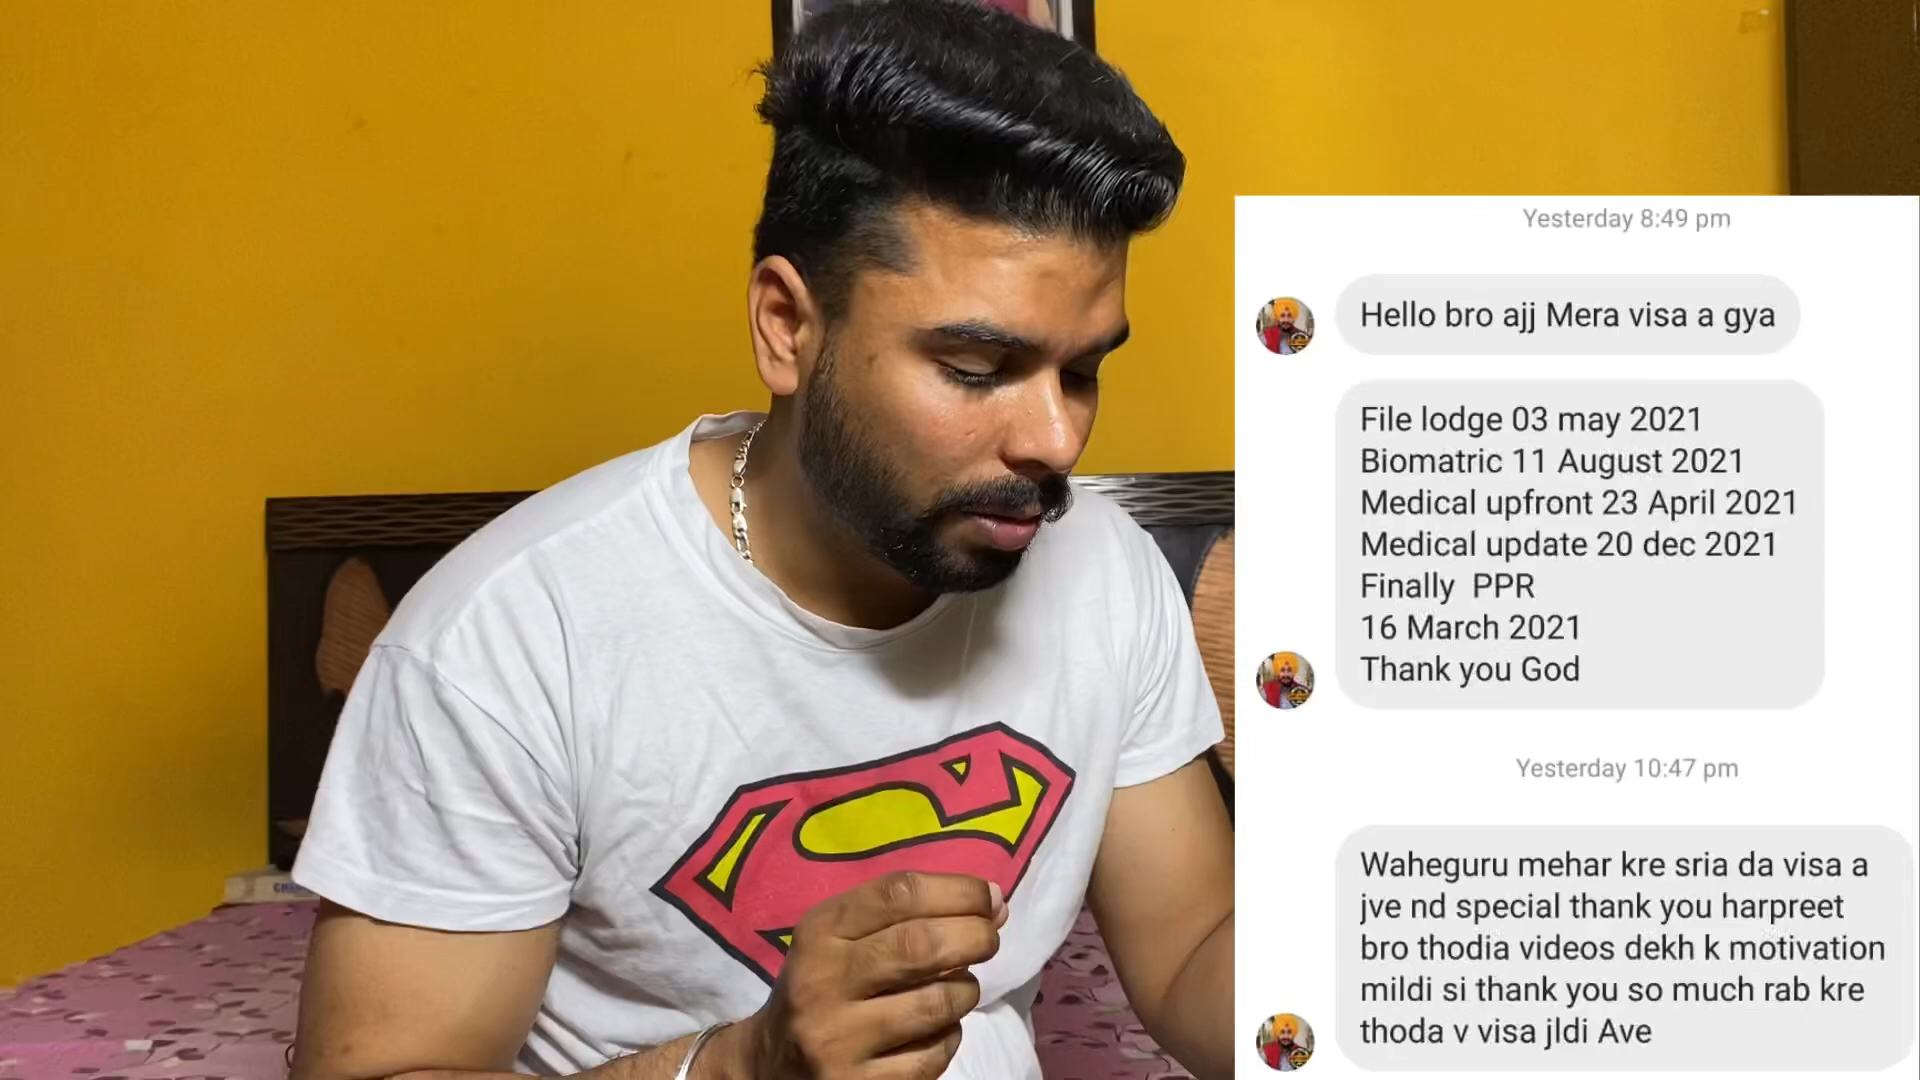 Yesterday 8:49 pm
Hello bro ajj Mera visa a gya
File lodge 03 may 2021
Biomatric 11 August 2021
Medical upfront 23 April 2021
Medical update 20 dec 2021
Finally PPR
16 March 2021
Thank you God
Yesterday 10:47 pm
Waheguru mehar kre sria da visa a
jve nd special thank you harpreet
bro thodia videos dekh k motivation
mildi si thank you so much rab kre
thoda v visa jldi Ave